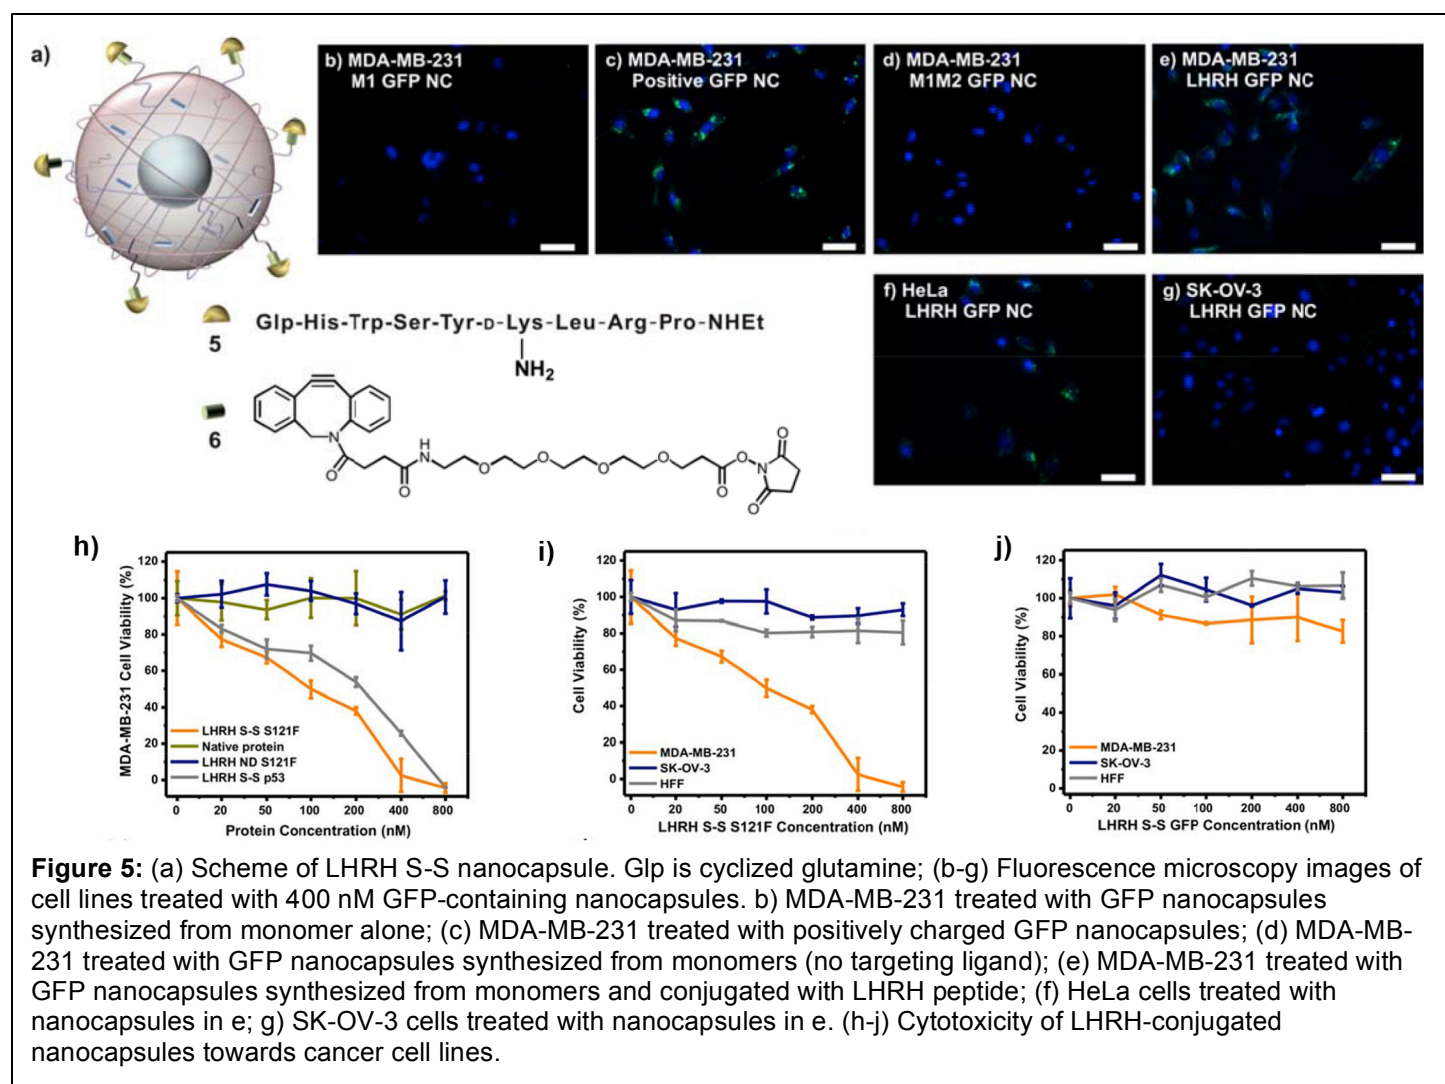 a)
b) MDA-MB-231
M1 GFP NC
c) MDA-MB-231
Positive GFP NC
d) MDA-MB-231
M1M2 GFP NC
e) MDA-MB-231
LHRH GFP NC
f) HeLa
LHRH GFP NC
g) SK-OV-3
LHRH GFP NC
5
Glp-His-Trp-Ser-Tyr-D-Lys-Leu-Arg-Pro-NHEt
NH2
6
N
O
H
N
O
O
O
O
O
O
O
N
O
O
h)
MDA-MB-231 Cell Viability (%)
120
100
80
60
40
20
0
LHRH S-S S121F
Native protein
LHRH ND S121F
LHRH S-S p53
0 20 50 100 200 400 800
Protein Concentration (nM)
i)
Cell Viability (%)
120
100
80
60
40
20
0
MDA-MB-231
SK-OV-3
HFF
0 20 50 100 200 400 800
LHRH S-S S121F Concentration (nM)
j)
Cell Viability (%)
120
100
80
60
40
20
0
MDA-MB-231
SK-OV-3
HFF
0 20 50 100 200 400 800
LHRH S-S GFP Concentration (nM)
Figure 5: (a) Scheme of LHRH S-S nanocapsule. Glp is cyclized glutamine; (b-g) Fluorescence microscopy images of
cell lines treated with 400 nM GFP-containing nanocapsules. b) MDA-MB-231 treated with GFP nanocapsules
synthesized from monomer alone; (c) MDA-MB-231 treated with positively charged GFP nanocapsules; (d) MDA-MB-
231 treated with GFP nanocapsules synthesized from monomers (no targeting ligand); (e) MDA-MB-231 treated with
GFP nanocapsules synthesized from monomers and conjugated with LHRH peptide; (f) HeLa cells treated with
nanocapsules in e; g) SK-OV-3 cells treated with nanocapsules in e. (h-j) Cytotoxicity of LHRH-conjugated
nanocapsules towards cancer cell lines.